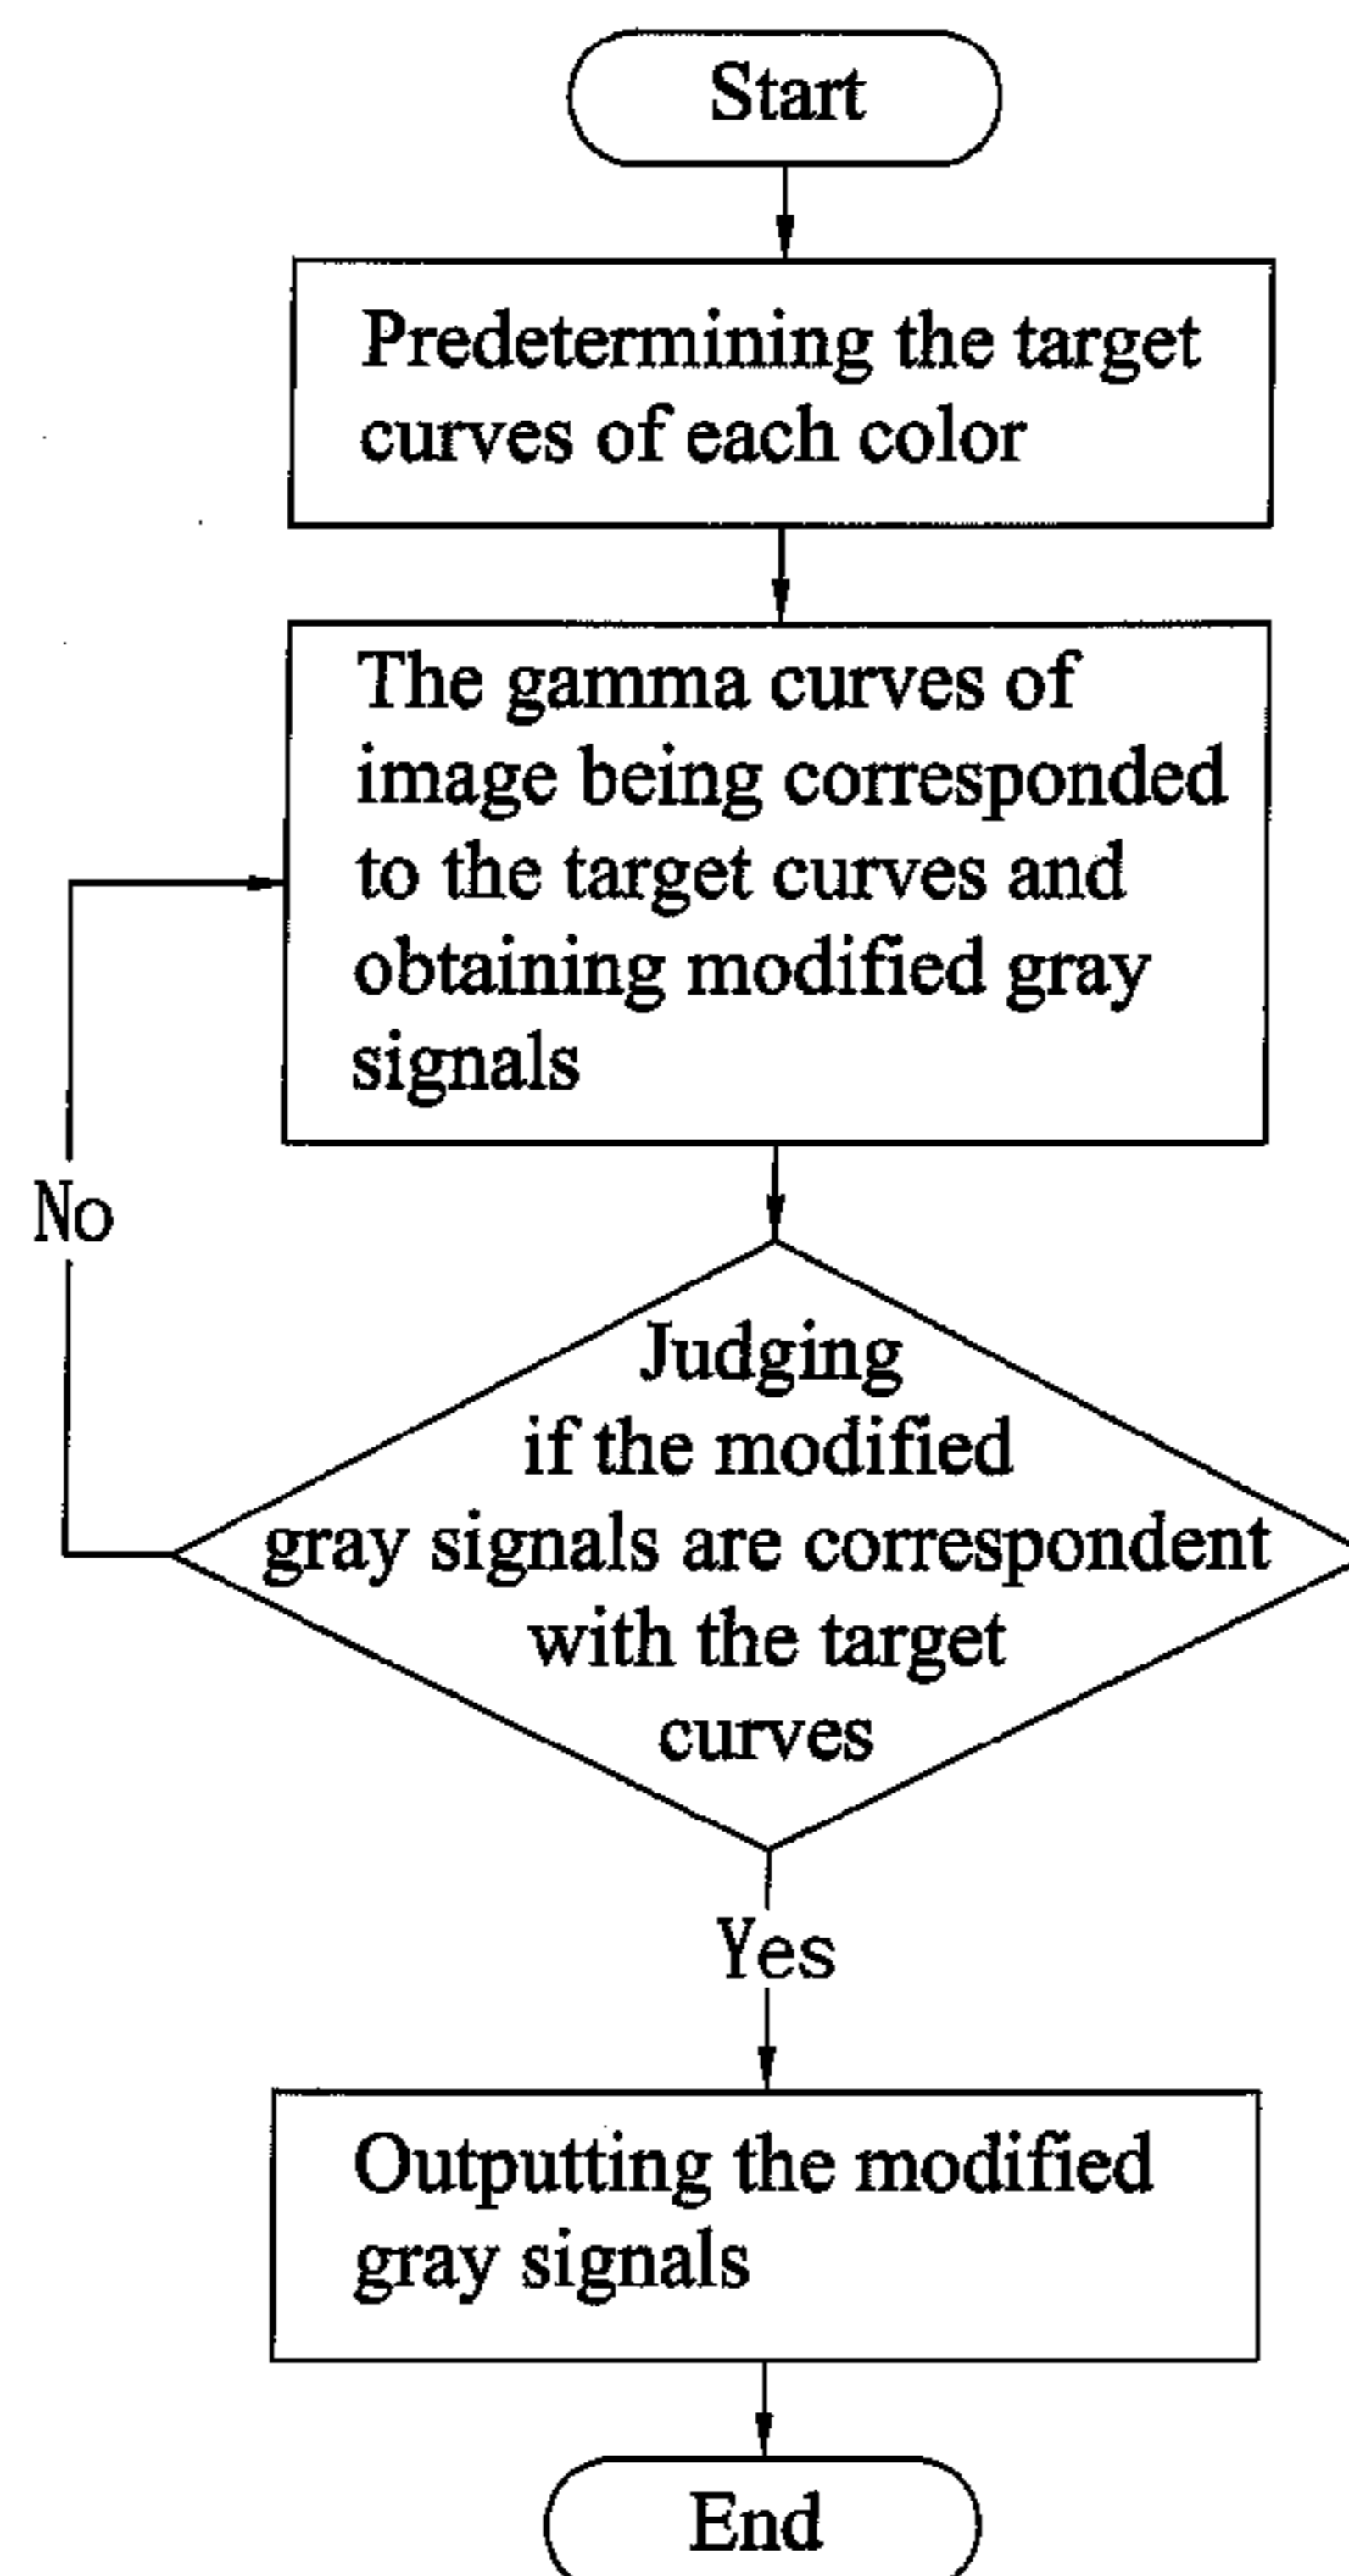 Start
Predetermining the target
curves of each color
The gamma curves of
image being corresponded
to the target curves and
obtaining modified gray
signals
No
Judging
if the modified
gray signals are correspondent
with the target
curves
Yes
Outputting the modified
gray signals
End